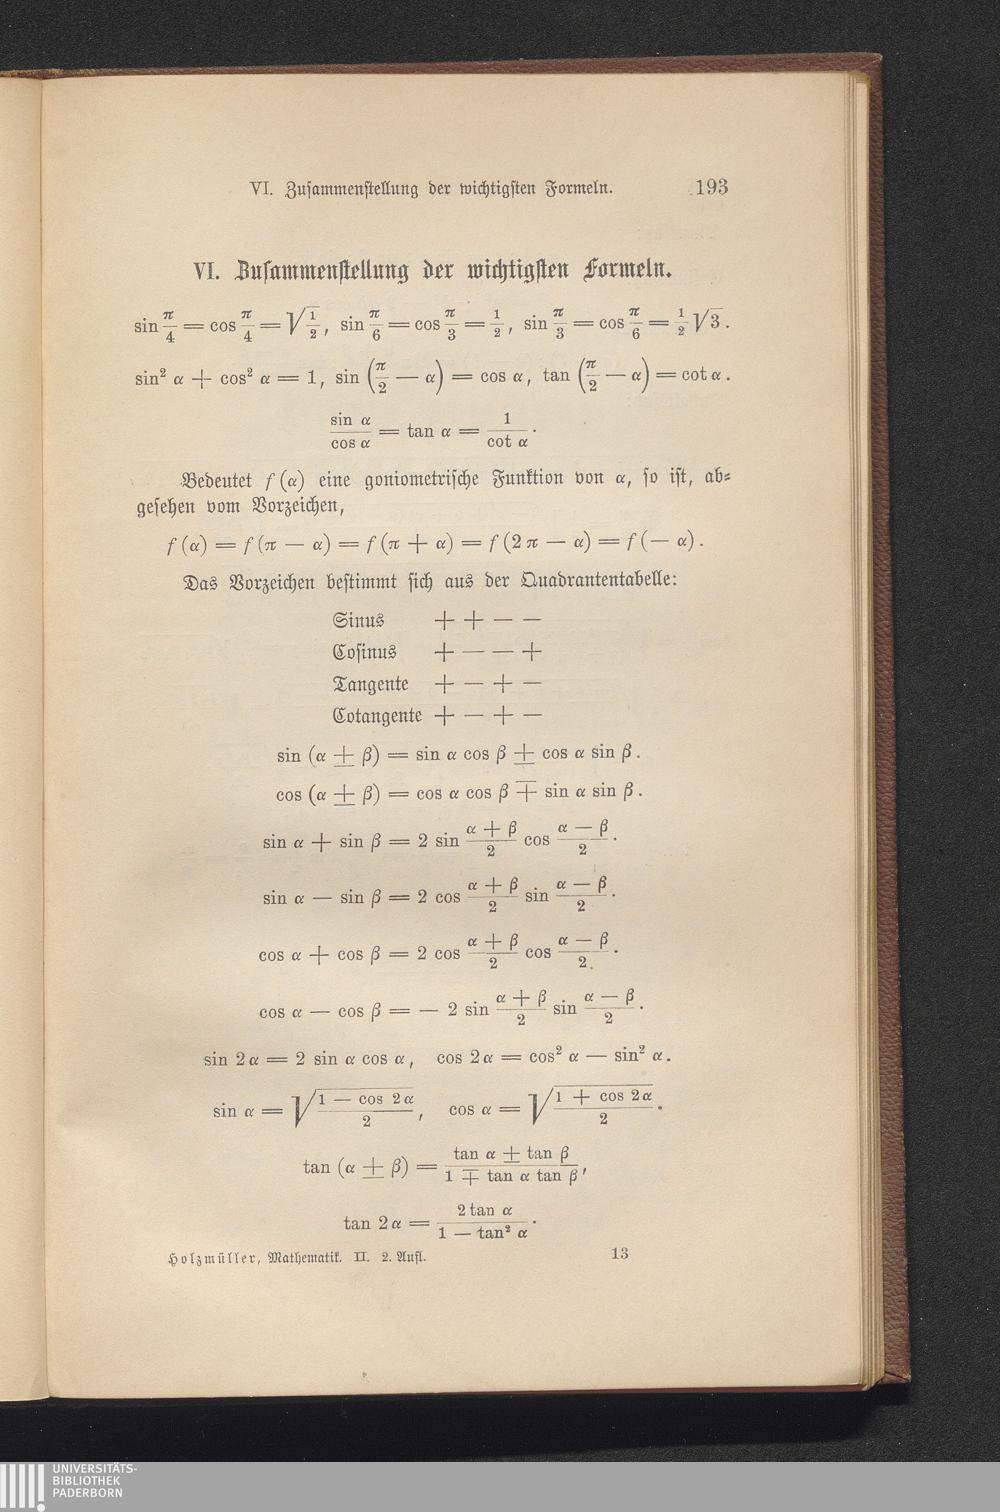 VI. Zusammenstellung der wichtigsten Formeln. 193
VI. Zusammenstellung der wichtigsten Formeln.
sin π/4 = cos π/4 = √(1/2), sin π/6 = cos π/3 = 1/2, sin π/3 = cos π/6 = 1/2 √3.
sin² α + cos² α = 1, sin (π/2 — α) = cos α, tan (π/2 — α) = cot α.
sin α / cos α = tan α = 1 / cot α.
Bedeutet f (α) eine goniometrische Funktion von α, so ist, ab-
gesehen vom Vorzeichen,
f (α) = f (π — α) = f (π + α) = f (2 π — α) = f (— α).
Das Vorzeichen bestimmt sich aus der Quadrantentabelle:
Sinus + + — —
Cosinus + — — +
Tangente + — + —
Cotangente + — + —
sin (α ± β) = sin α cos β ± cos α sin β.
cos (α ± β) = cos α cos β ∓ sin α sin β.
sin α + sin β = 2 sin (α + β)/2 cos (α — β)/2.
sin α — sin β = 2 cos (α + β)/2 sin (α — β)/2.
cos α + cos β = 2 cos (α + β)/2 cos (α — β)/2.
cos α — cos β = — 2 sin (α + β)/2 sin (α — β)/2.
sin 2 α = 2 sin α cos α, cos 2 α = cos² α — sin² α.
sin α = √((1 — cos 2 α)/2), cos α = √((1 + cos 2 α)/2).
tan (α ± β) = (tan α ± tan β)/(1 ∓ tan α tan β),
tan 2 α = (2 tan α)/(1 — tan² α).
Holzmüller, Mathematik. II. 2. Aufl. 13
UNIVERSITÄTS-
BIBLIOTHEK
PADERBORN